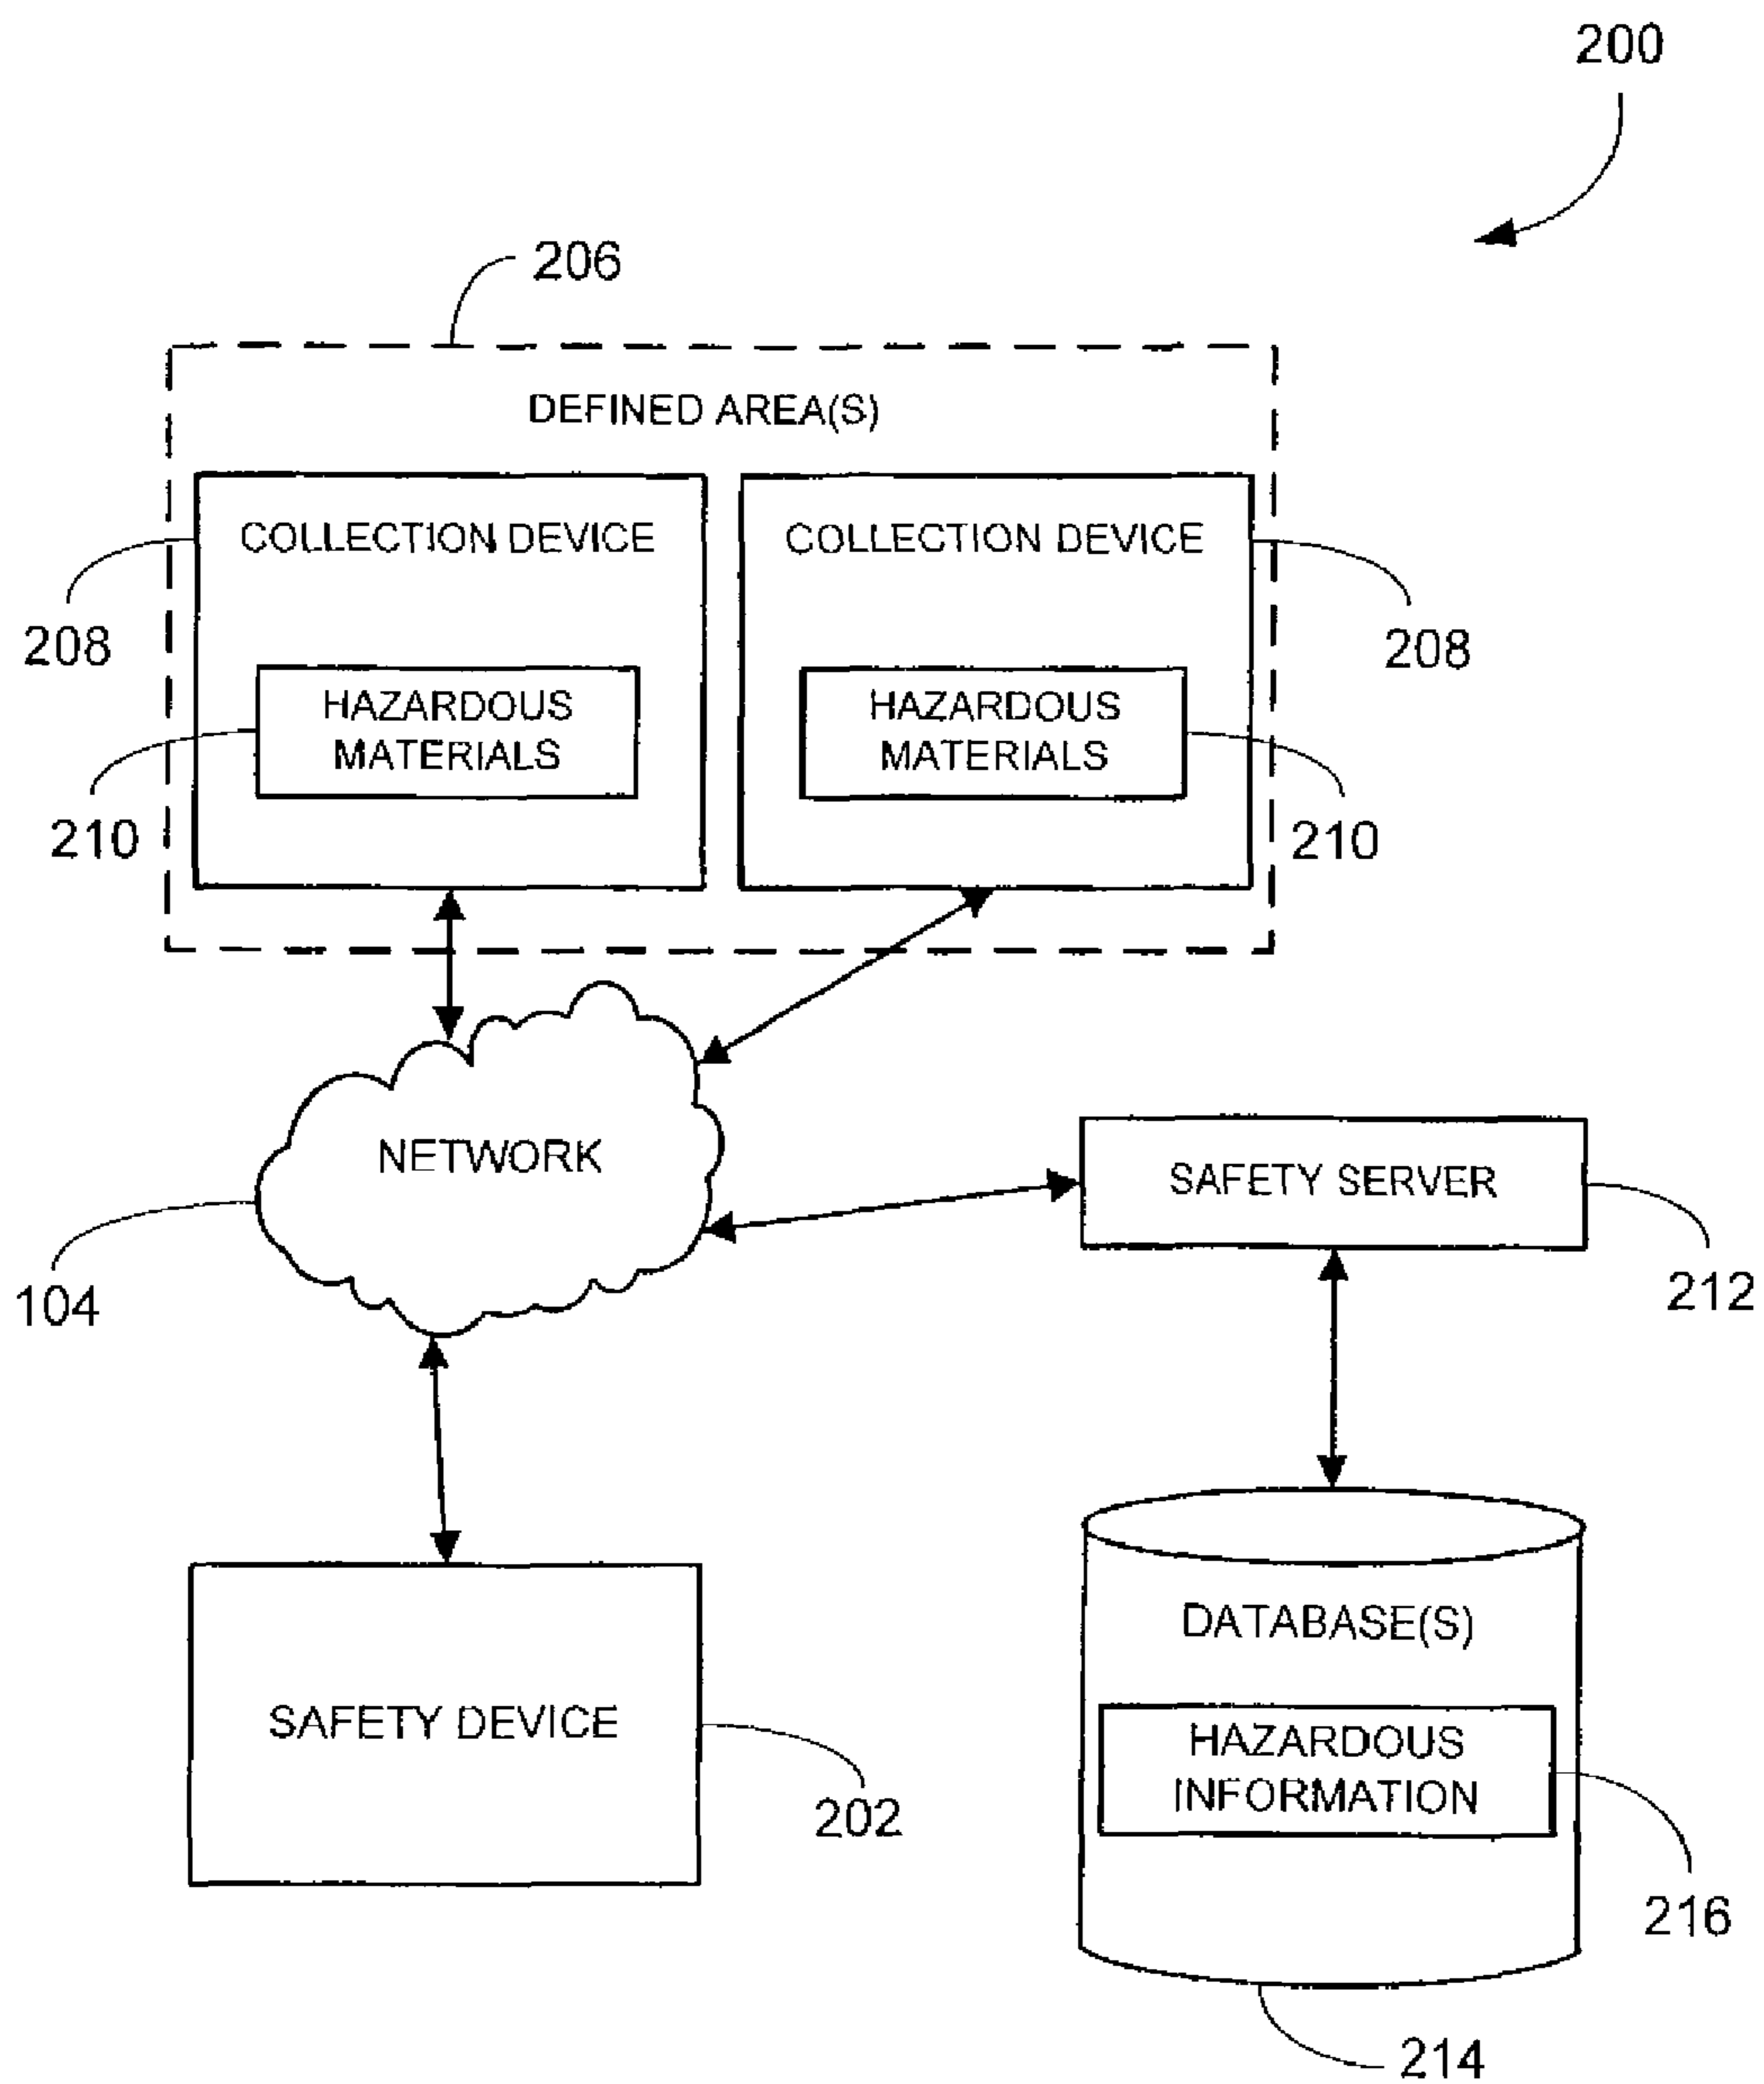 200
206
DEFINED AREA(S)
COLLECTION DEVICE
COLLECTION DEVICE
208
208
HAZARDOUS
MATERIALS
HAZARDOUS
MATERIALS
210
210
NETWORK
SAFETY SERVER
104
212
DATABASE(S)
SAFETY DEVICE
HAZARDOUS
INFORMATION
202
216
214